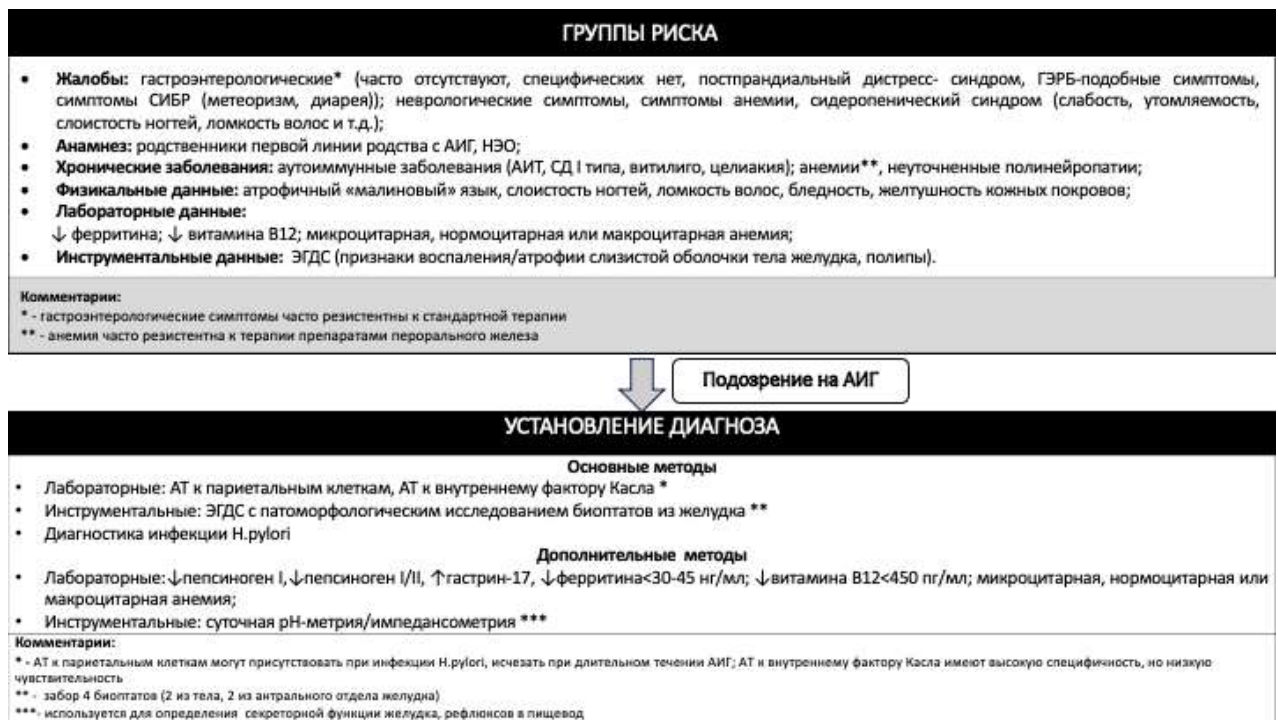 ГРУППЫ РИСКА
• Жалобы: гастроэнтерологические* (часто отсутствуют, специфических нет, постпрандиальный дистресс- синдром, ГЭРБ-подобные симптомы,
симптомы СИБР (метеоризм, диарея)); неврологические симптомы, симптомы анемии, сидеропенический синдром (слабость, утомляемость,
слоистость ногтей, ломкость волос и т.д.);
• Анамнез: родственники первой линии родства с АИГ, НЭО;
• Хронические заболевания: аутоиммунные заболевания (АИТ, СД I типа, витилиго, целиакия); анемии**, неуточненные полинейропатии;
• Физикальные данные: атрофичный «малиновый» язык, слоистость ногтей, ломкость волос, бледность, желтушность кожных покровов;
• Лабораторные данные:
↓ ферритина; ↓ витамина В12; микроцитарная, нормоцитарная или макроцитарная анемия;
• Инструментальные данные: ЭГДС (признаки воспаления/атрофии слизистой оболочки тела желудка, полипы).
Комментарии:
* - гастроэнтерологические симптомы часто резистентны к стандартной терапии
** - анемия часто резистентна к терапии препаратами перорального железа
Подозрение на АИГ
УСТАНОВЛЕНИЕ ДИАГНОЗА
Основные методы
• Лабораторные: АТ к париетальным клеткам, АТ к внутреннему фактору Касла *
• Инструментальные: ЭГДС с патоморфологическим исследованием биоптатов из желудка **
• Диагностика инфекции H.pylori
Дополнительные методы
• Лабораторные:↓пепсиноген I,↓пепсиноген I/II, ↑гастрин-17, ↓ферритина<30-45 нг/мл; ↓витамина В12<450 пг/мл; микроцитарная, нормоцитарная или
макроцитарная анемия;
• Инструментальные: суточная рН-метрия/импедансометрия ***
Комментарии:
* - АТ к париетальным клеткам могут присутствовать при инфекции H.pylori, исчезать при длительном течении АИГ; АТ к внутреннему фактору Касла имеют высокую специфичность, но низкую
чувствительность
** - забор 4 биоптатов (2 из тела, 2 из антрального отдела желудка)
***- используется для определения секреторной функции желудка, рефлюксов в пищевод